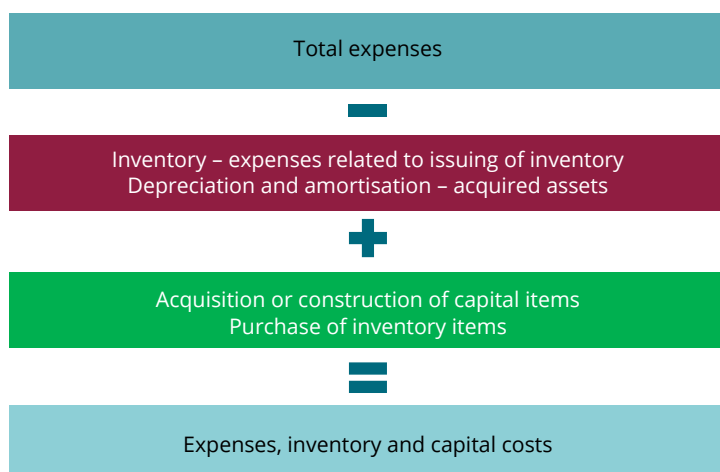 Total expenses
Inventory – expenses related to issuing of inventory
Depreciation and amortisation – acquired assets
Acquisition or construction of capital items
Purchase of inventory items
Expenses, inventory and capital costs